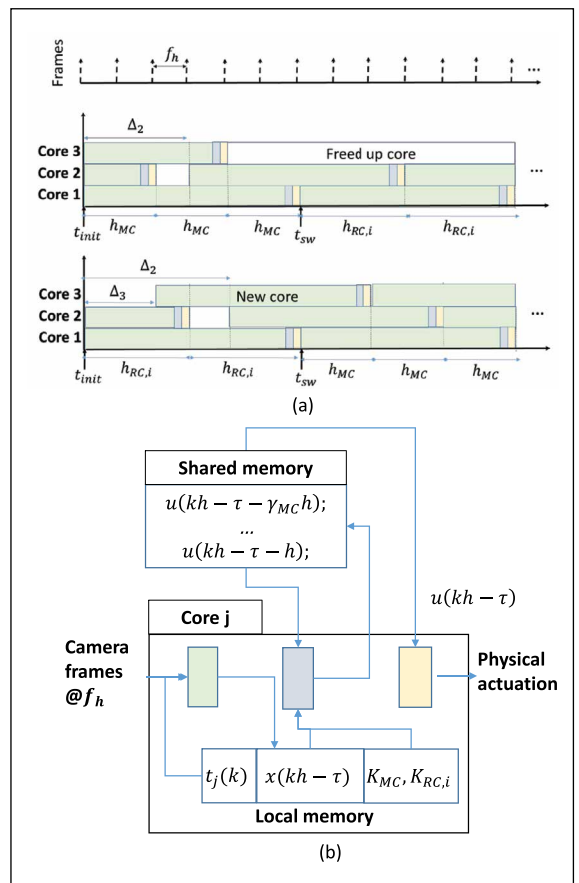 Frames
f_h
...
Δ_2
Core 3
Freed up core
Core 2
...
Core 1
t_init
h_MC
h_MC
h_MC
t_sw
h_RC,i
h_RC,i
Δ_2
Δ_3
Core 3
New core
Core 2
...
Core 1
t_init
h_RC,i
h_RC,i
t_sw
h_MC
h_MC
h_MC
(a)
Shared memory
u(kh − τ − γ_MC h);
...
u(kh − τ − h);
u(kh − τ)
Core j
Camera
frames
@f_h
Physical
actuation
t_j(k)
x(kh − τ)
K_MC, K_RC,i
Local memory
(b)